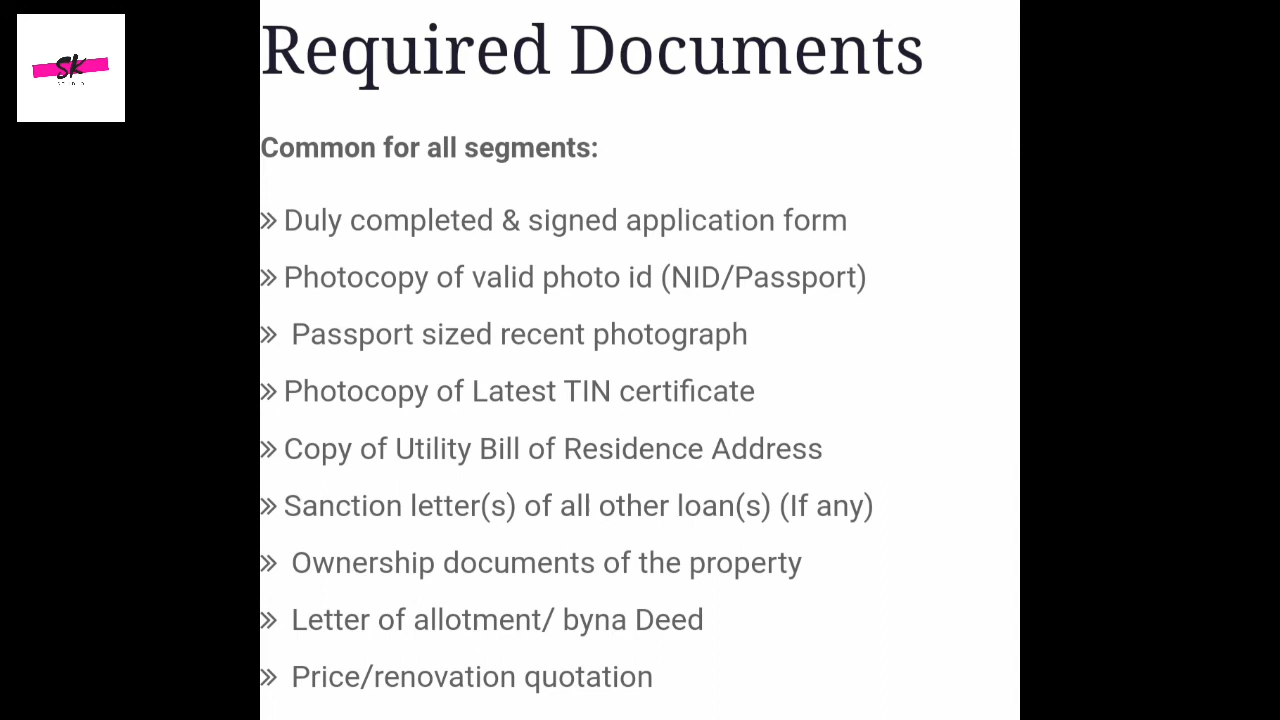 SK
Required Documents
Common for all segments:
» Duly completed & signed application form
» Photocopy of valid photo id (NID/Passport)
» Passport sized recent photograph
» Photocopy of Latest TIN certificate
» Copy of Utility Bill of Residence Address
» Sanction letter(s) of all other loan(s) (If any)
» Ownership documents of the property
» Letter of allotment/ byna Deed
» Price/renovation quotation